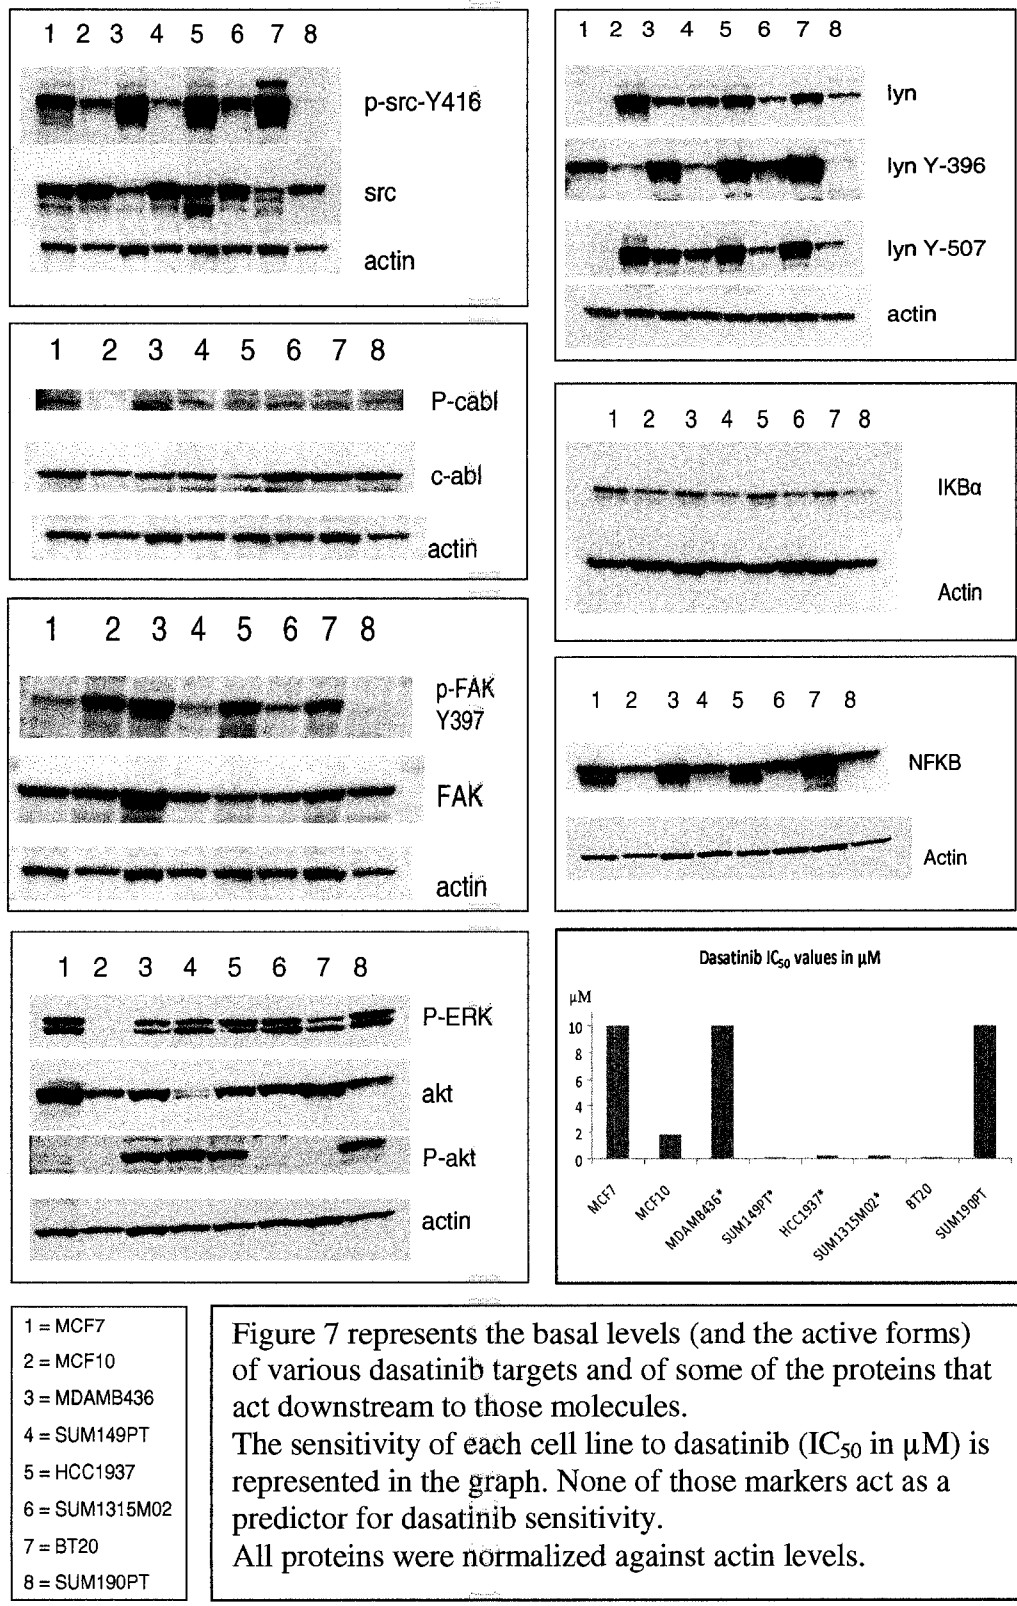 1 2 3 4 5 6 7 8
p-src-Y416
src
actin
1 2 3 4 5 6 7 8
lyn
lyn Y-396
lyn Y-507
actin
1 2 3 4 5 6 7 8
P-cabl
c-abl
actin
1 2 3 4 5 6 7 8
IKBα
Actin
1 2 3 4 5 6 7 8
p-FAK
Y397
FAK
actin
1 2 3 4 5 6 7 8
NFKB
Actin
1 2 3 4 5 6 7 8
P-ERK
akt
P-akt
actin
Dasatinib IC₅₀ values in µM
µM
10
8
6
4
2
0
MCF7
MCF10
MDAMB436*
SUM149PT*
HCC1937*
SUM1315M02*
BT20
SUM190PT
1 = MCF7
2 = MCF10
3 = MDAMB436
4 = SUM149PT
5 = HCC1937
6 = SUM1315M02
7 = BT20
8 = SUM190PT
Figure 7 represents the basal levels (and the active forms)
of various dasatinib targets and of some of the proteins that
act downstream to those molecules.
The sensitivity of each cell line to dasatinib (IC₅₀ in µM) is
represented in the graph. None of those markers act as a
predictor for dasatinib sensitivity.
All proteins were normalized against actin levels.